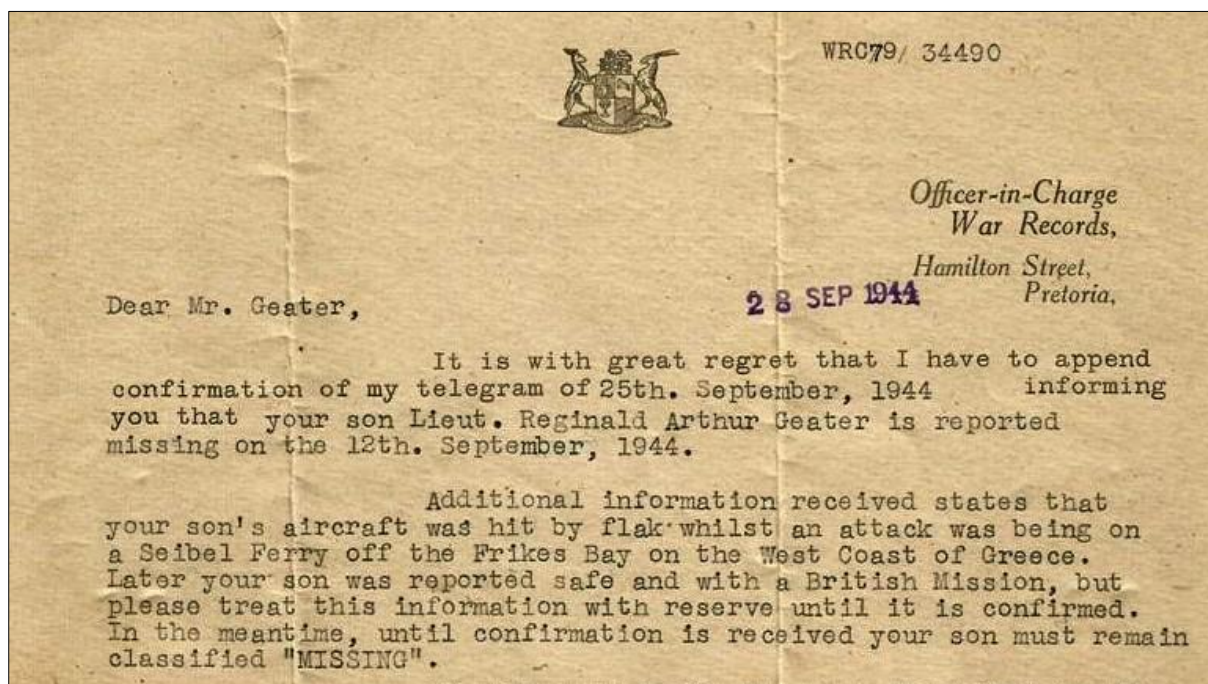 WRC79/ 34490
Officer-in-Charge
War Records,
Hamilton Street,
Pretoria,
28 SEP 1944
Dear Mr. Geater,
It is with great regret that I have to append
confirmation of my telegram of 25th. September, 1944 informing
you that your son Lieut. Reginald Arthur Geater is reported
missing on the 12th. September, 1944.
Additional information received states that
your son's aircraft was hit by flak whilst an attack was being on
a Seibel Ferry off the Frikes Bay on the West Coast of Greece.
Later your son was reported safe and with a British Mission, but
please treat this information with reserve until it is confirmed.
In the meantime, until confirmation is received your son must remain
classified "MISSING".